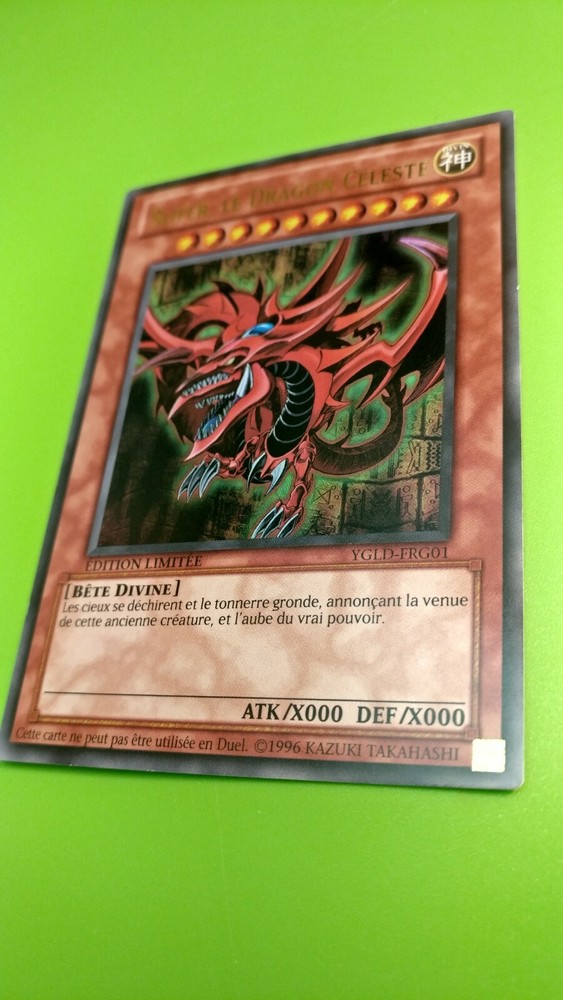 Slifer, le Dragon Céleste
DIVIN
神
ÉDITION LIMITÉE
YGLD-FRG01
[Bête Divine]
Les cieux se déchirent et le tonnerre gronde, annonçant la venue
de cette ancienne créature, et l'aube du vrai pouvoir.
ATK/X000 DEF/X000
Cette carte ne peut pas être utilisée en Duel. ©1996 KAZUKI TAKAHASHI